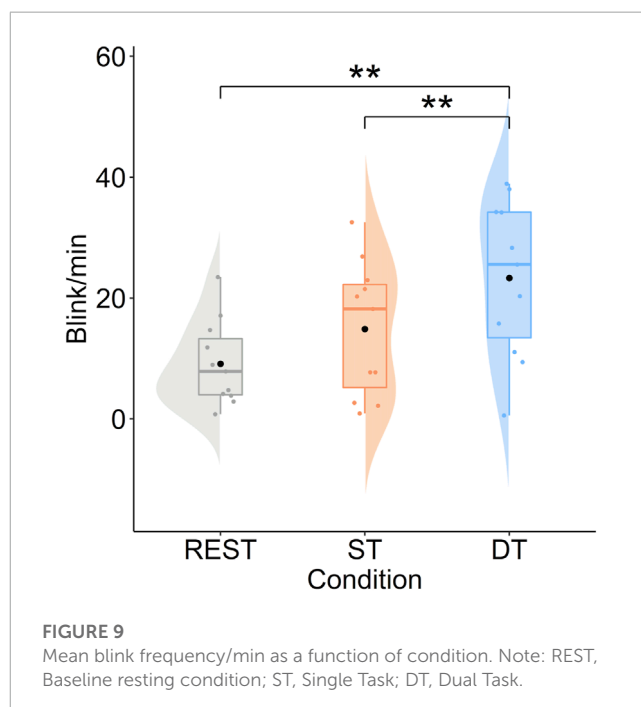 60
**
**
40
Blink/min
20
0
REST ST DT
Condition
FIGURE 9
Mean blink frequency/min as a function of condition. Note: REST,
Baseline resting condition; ST, Single Task; DT, Dual Task.